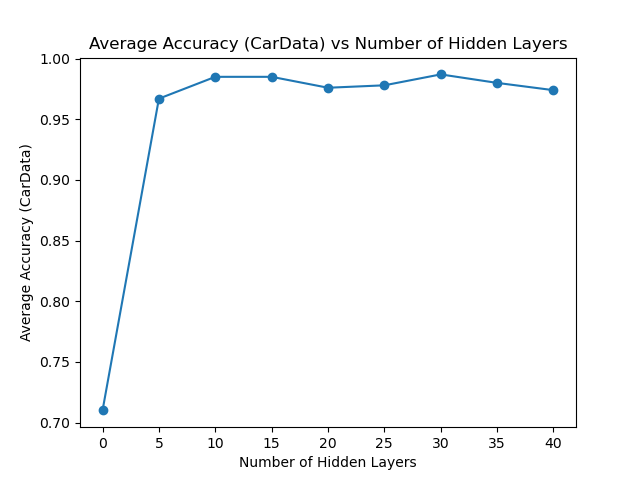 Average Accuracy (CarData) vs Number of Hidden Layers
Average Accuracy (CarData)
1.00
0.95
0.90
0.85
0.80
0.75
0.70
0 5 10 15 20 25 30 35 40
Number of Hidden Layers